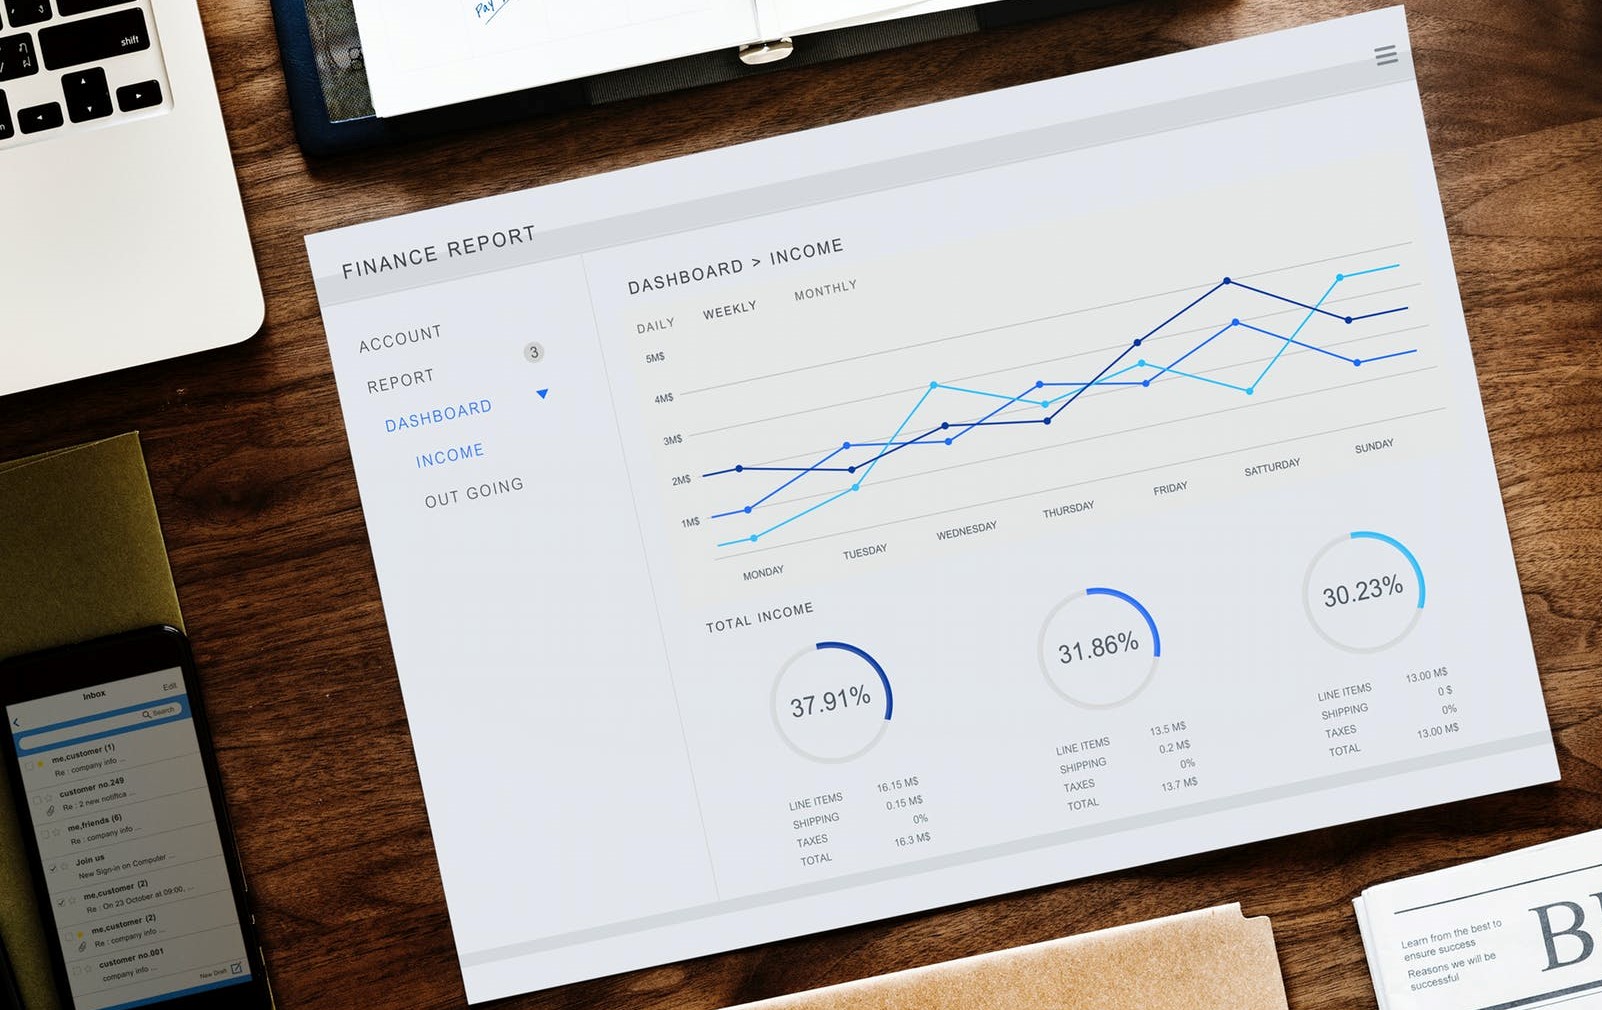 shift
Pay
FINANCE REPORT
ACCOUNT
REPORT
3
DASHBOARD
INCOME
OUT GOING
DASHBOARD > INCOME
DAILY WEEKLY MONTHLY
5M$
4M$
3M$
2M$
1M$
MONDAY TUESDAY WEDNESDAY THURSDAY FRIDAY SATTURDAY SUNDAY
TOTAL INCOME
37.91%
LINE ITEMS 16.15 M$
SHIPPING 0.15 M$
TAXES 0%
TOTAL 16.3 M$
31.86%
LINE ITEMS 13.5 M$
SHIPPING 0.2 M$
TAXES 0%
TOTAL 13.7 M$
30.23%
LINE ITEMS 13.00 M$
SHIPPING 0 $
TAXES 0%
TOTAL 13.00 M$
Inbox Edit
Search
me,customer (1)
Re : company info ...
customer no.249
Re : 2 new notifica ...
me,friends (6)
Re : company info ...
Join us
New Sign-in on Computer ...
me,customer (2)
Re : On 23 October at 09:00, ...
me,customer (2)
Re : company info ...
customer no.001
company info ...
New Draft
Learn from the best to
ensure success
Reasons we will be
successful
B